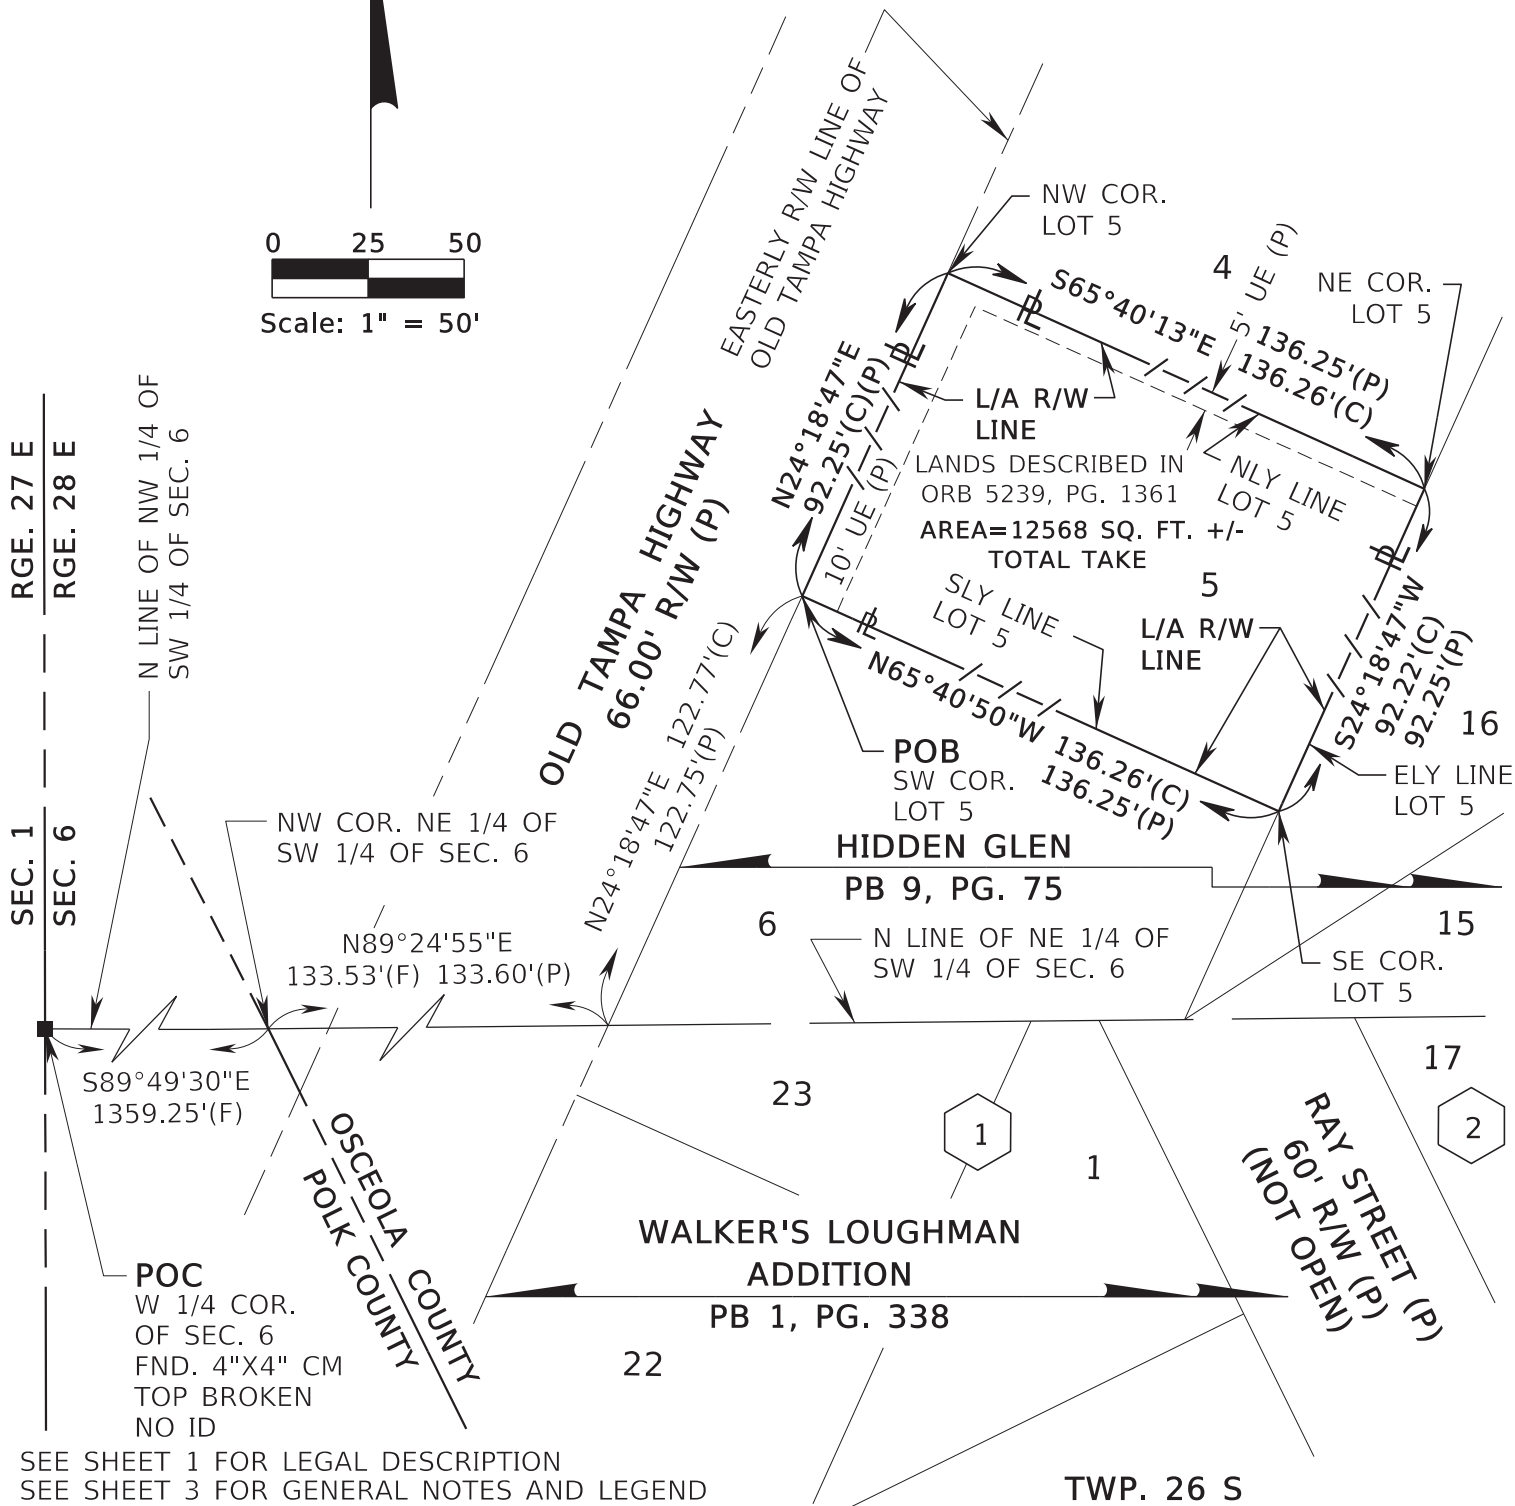 0 25 50
Scale: 1" = 50'
EASTERLY R/W LINE OF
OLD TAMPA HIGHWAY
NW COR.
LOT 5
4
5' UE (P)
NE COR.
LOT 5
S65°40'13"E 136.25'(P)
136.26'(C)
N24°18'47"E
92.25'(C)(P)
PL
PL
PL
PL
L/A R/W
LINE
10' UE (P)
LANDS DESCRIBED IN
ORB 5239, PG. 1361
AREA=12568 SQ. FT. +/-
TOTAL TAKE
NLY LINE
LOT 5
5
SLY LINE
LOT 5
L/A R/W
LINE
S24°18'47"W
92.22'(C)
92.25'(P)
16
ELY LINE
LOT 5
N65°40'50"W 136.26'(C)
136.25'(P)
POB
SW COR.
LOT 5
OLD TAMPA HIGHWAY
66.00' R/W (P)
N24°18'47"E 122.77'(C)
122.75'(P)
RGE. 27 E
RGE. 28 E
N LINE OF NW 1/4 OF
SW 1/4 OF SEC. 6
SEC. 1
SEC. 6
NW COR. NE 1/4 OF
SW 1/4 OF SEC. 6
HIDDEN GLEN
PB 9, PG. 75
6
15
N LINE OF NE 1/4 OF
SW 1/4 OF SEC. 6
SE COR.
LOT 5
N89°24'55"E
133.53'(F) 133.60'(P)
S89°49'30"E
1359.25'(F)
23
1
1
17
2
RAY STREET (P)
60' R/W (P)
(NOT OPEN)
OSCEOLA COUNTY
POLK COUNTY
WALKER'S LOUGHMAN
ADDITION
PB 1, PG. 338
22
POC
W 1/4 COR.
OF SEC. 6
FND. 4"X4" CM
TOP BROKEN
NO ID
SEE SHEET 1 FOR LEGAL DESCRIPTION
SEE SHEET 3 FOR GENERAL NOTES AND LEGEND
TWP. 26 S